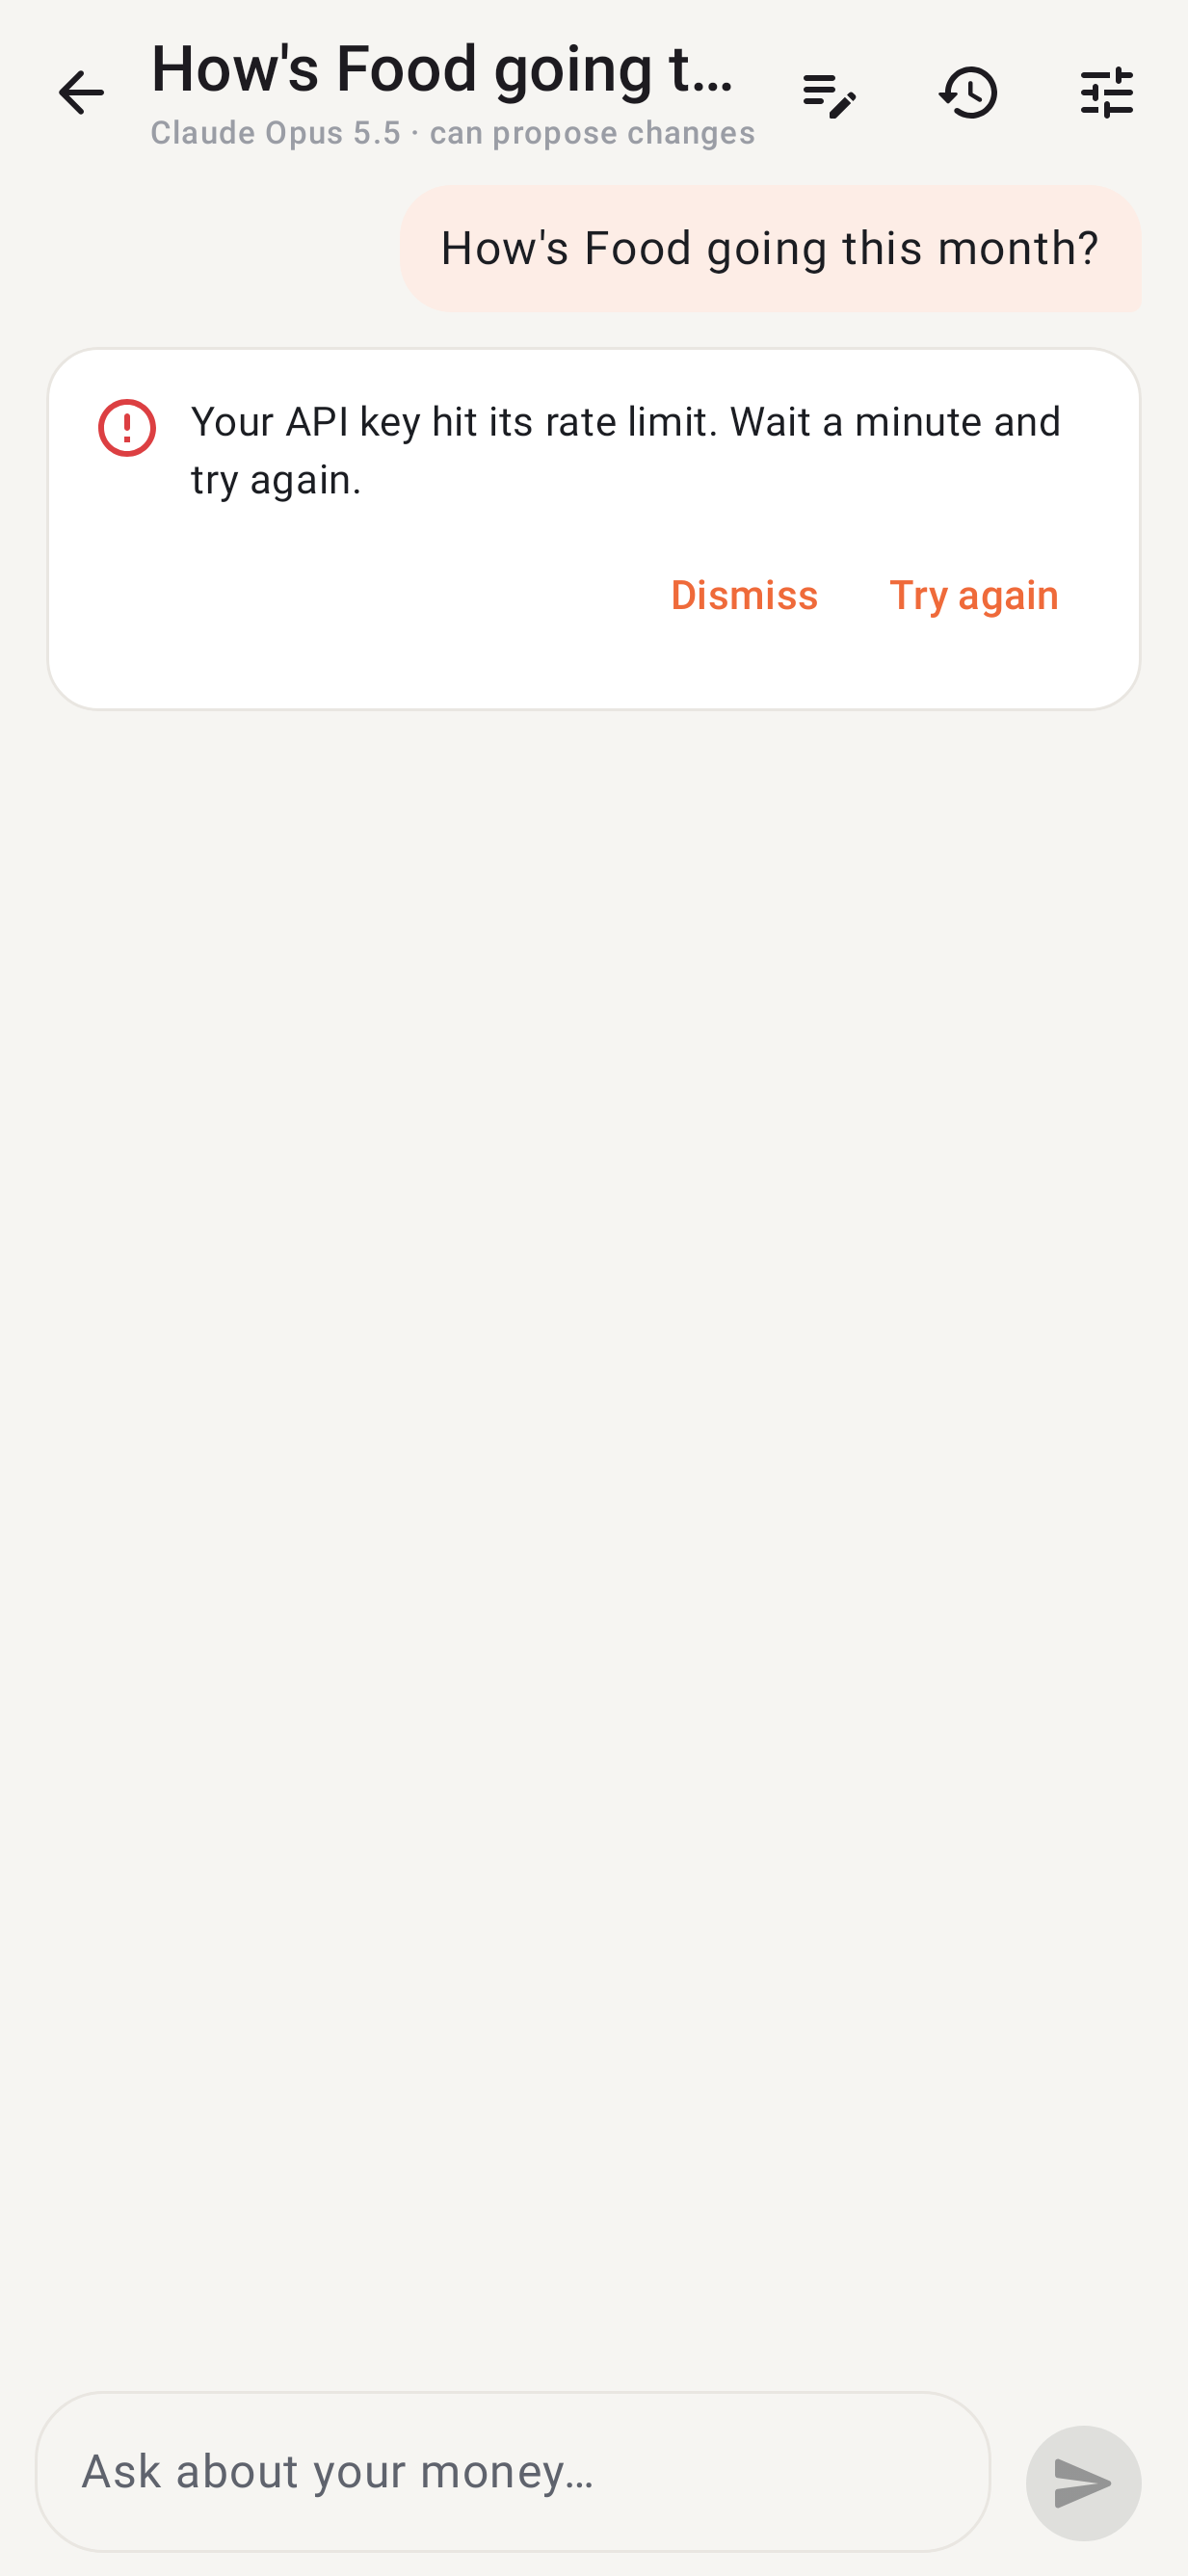 How's Food going t…
Claude Opus 5.5 · can propose changes
How's Food going this month?
Your API key hit its rate limit. Wait a minute and
try again.
Dismiss Try again
Ask about your money…